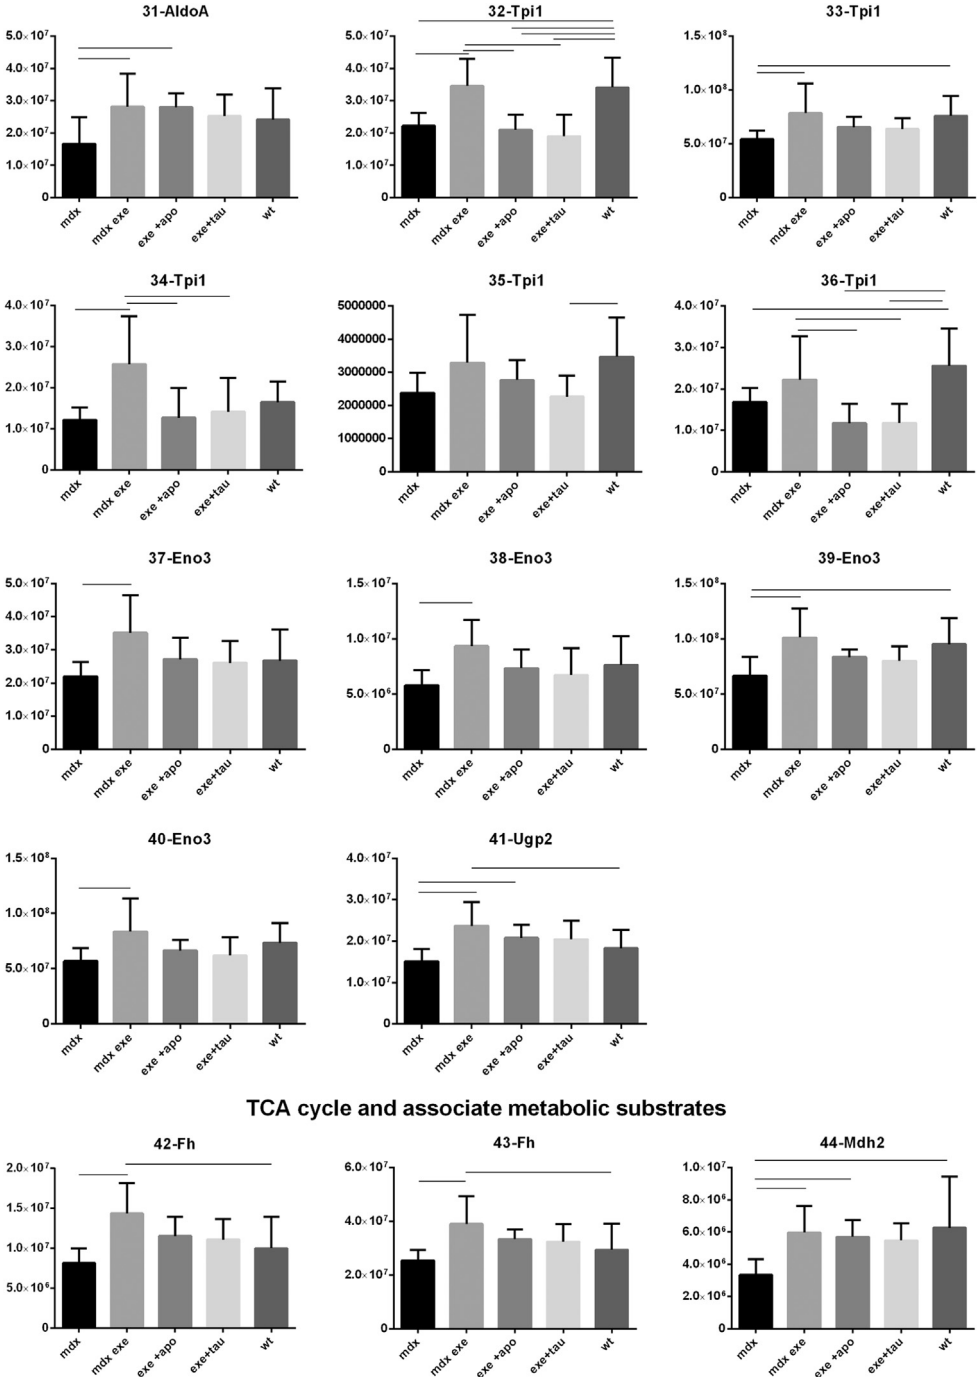 31-AldoA
5.0×10⁷
4.0×10⁷
3.0×10⁷
2.0×10⁷
1.0×10⁷
0
mdx
mdx exe
exe +apo
exe+tau
wt
32-Tpi1
5.0×10⁷
4.0×10⁷
3.0×10⁷
2.0×10⁷
1.0×10⁷
0
mdx
mdx exe
exe +apo
exe+tau
wt
33-Tpi1
1.5×10⁸
1.0×10⁸
5.0×10⁷
0
mdx
mdx exe
exe +apo
exe+tau
wt
34-Tpi1
4.0×10⁷
3.0×10⁷
2.0×10⁷
1.0×10⁷
0
mdx
mdx exe
exe +apo
exe+tau
wt
35-Tpi1
5000000
4000000
3000000
2000000
1000000
0
mdx
mdx exe
exe +apo
exe+tau
wt
36-Tpi1
4.0×10⁷
3.0×10⁷
2.0×10⁷
1.0×10⁷
0
mdx
mdx exe
exe +apo
exe+tau
wt
37-Eno3
5.0×10⁷
4.0×10⁷
3.0×10⁷
2.0×10⁷
1.0×10⁷
0
mdx
mdx exe
exe +apo
exe+tau
wt
38-Eno3
1.5×10⁷
1.0×10⁷
5.0×10⁶
0
mdx
mdx exe
exe +apo
exe+tau
wt
39-Eno3
1.5×10⁸
1.0×10⁸
5.0×10⁷
0
mdx
mdx exe
exe +apo
exe+tau
wt
40-Eno3
1.5×10⁸
1.0×10⁸
5.0×10⁷
0
mdx
mdx exe
exe +apo
exe+tau
wt
41-Ugp2
4.0×10⁷
3.0×10⁷
2.0×10⁷
1.0×10⁷
0
mdx
mdx exe
exe +apo
exe+tau
wt
TCA cycle and associate metabolic substrates
42-Fh
2.0×10⁷
1.5×10⁷
1.0×10⁷
5.0×10⁶
0
mdx
mdx exe
exe +apo
exe+tau
wt
43-Fh
6.0×10⁷
4.0×10⁷
2.0×10⁷
0
mdx
mdx exe
exe +apo
exe+tau
wt
44-Mdh2
1.0×10⁷
8.0×10⁶
6.0×10⁶
4.0×10⁶
2.0×10⁶
0
mdx
mdx exe
exe +apo
exe+tau
wt